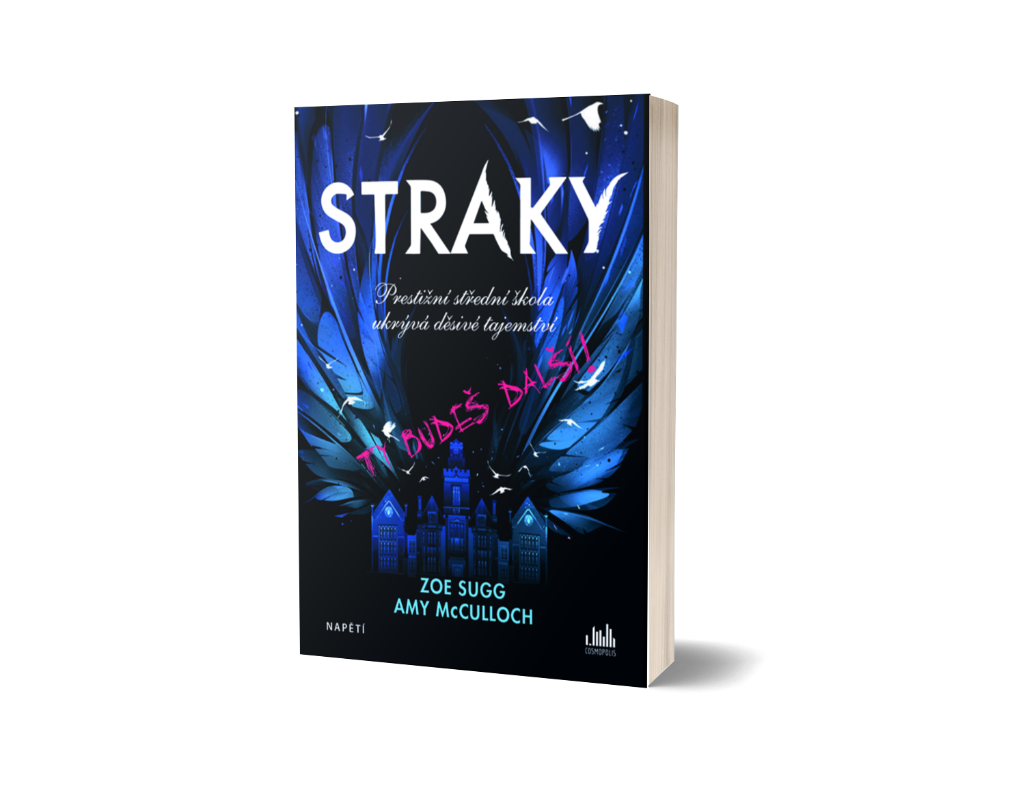 STRAKY
Prestižní střední škola
ukrývá děsivé tajemství
TY BUDEŠ DALŠÍ!
ZOE SUGG
AMY McCULLOCH
NAPĚTÍ
COSMOPOLIS